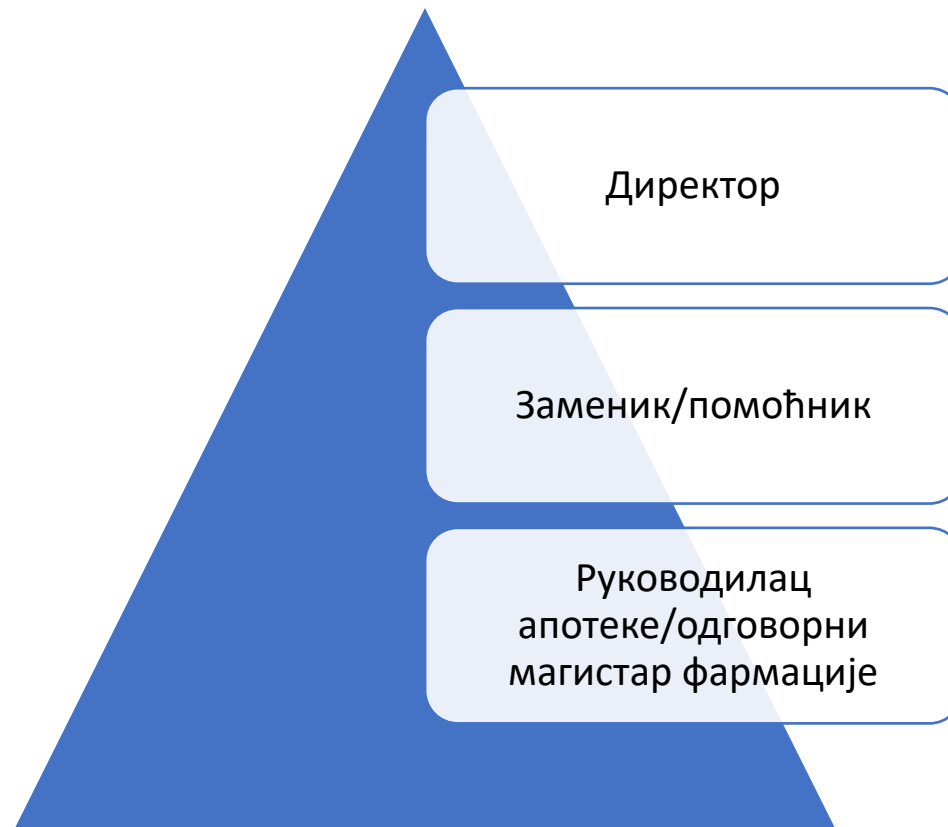 Директор
Заменик/помоћник
Руководилац
апотеке/одговорни
магистар фармације